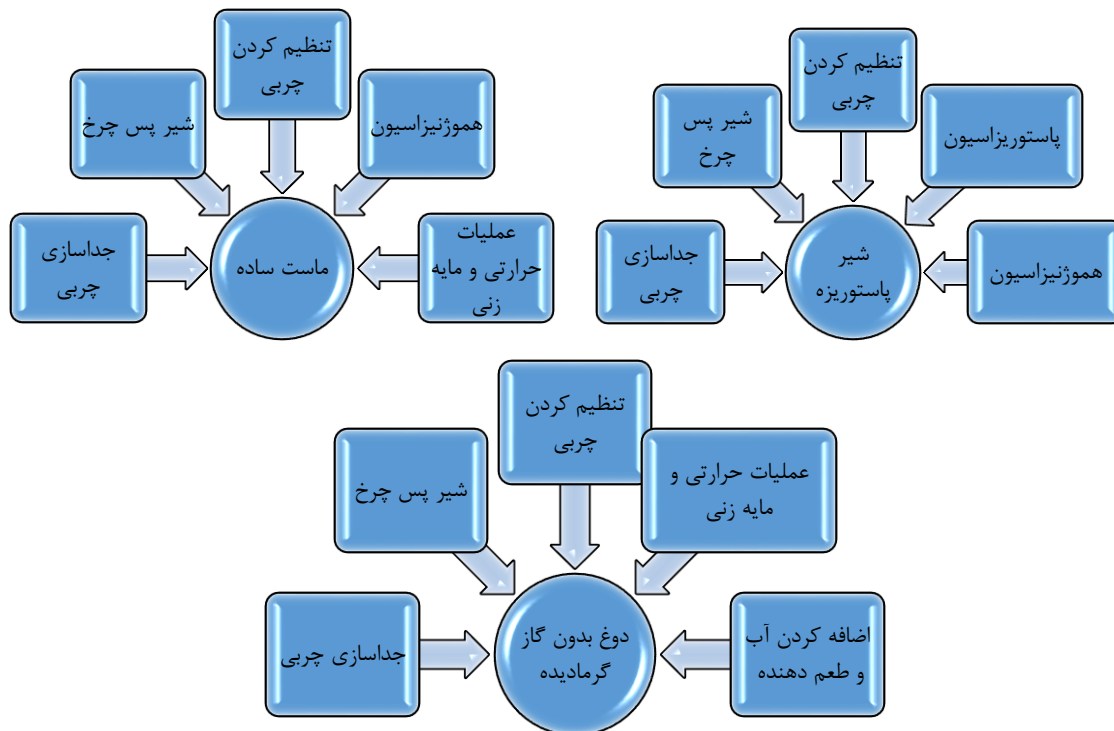 تنظیم کردن
چربی
شیر پس
چرخ
پاستوریزاسیون
جداسازی
چربی
هموژنیزاسیون
شیر
پاستوریزه
تنظیم کردن
چربی
شیر پس چرخ
هموژنیزاسیون
جداسازی
چربی
عملیات
حرارتی و مایه
زنی
ماست ساده
تنظیم کردن
چربی
شیر پس چرخ
عملیات حرارتی و
مایه زنی
جداسازی چربی
اضافه کردن آب
و طعم دهنده
دوغ بدون گاز
گرمادیده